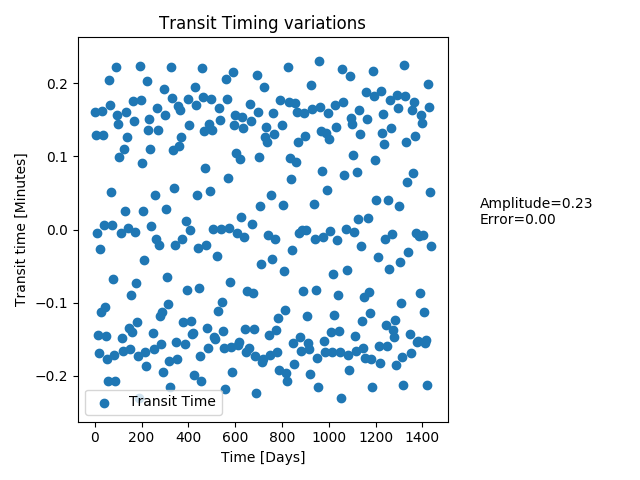 Transit Timing variations
Transit time [Minutes]
0.2
0.1
0.0
−0.1
−0.2
Amplitude=0.23
Error=0.00
Transit Time
0
200
400
600
800
1000
1200
1400
Time [Days]